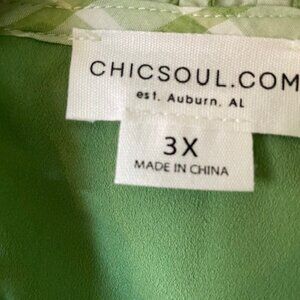 CHICSOUL.COM
est. Auburn, AL
3X
MADE IN CHINA